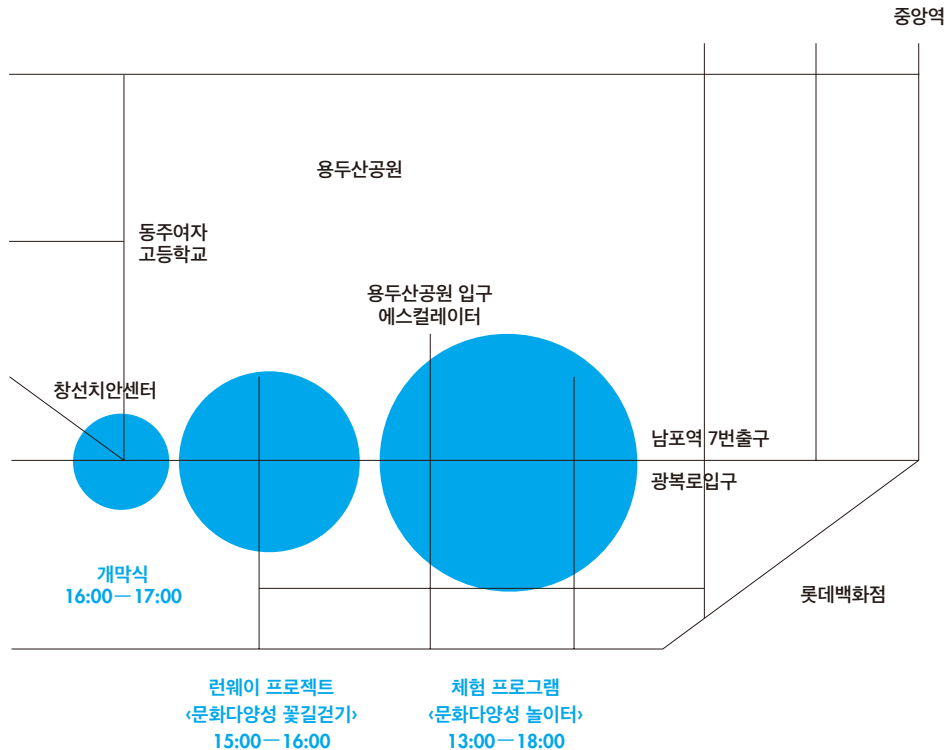 중앙역
용두산공원
동주여자
고등학교
용두산공원 입구
에스컬레이터
창선치안센터
남포역 7번출구
광복로입구
개막식
16:00—17:00
롯데백화점
런웨이 프로젝트
‹문화다양성 꽃길걷기›
15:00—16:00
체험 프로그램
‹문화다양성 놀이터›
13:00—18:00